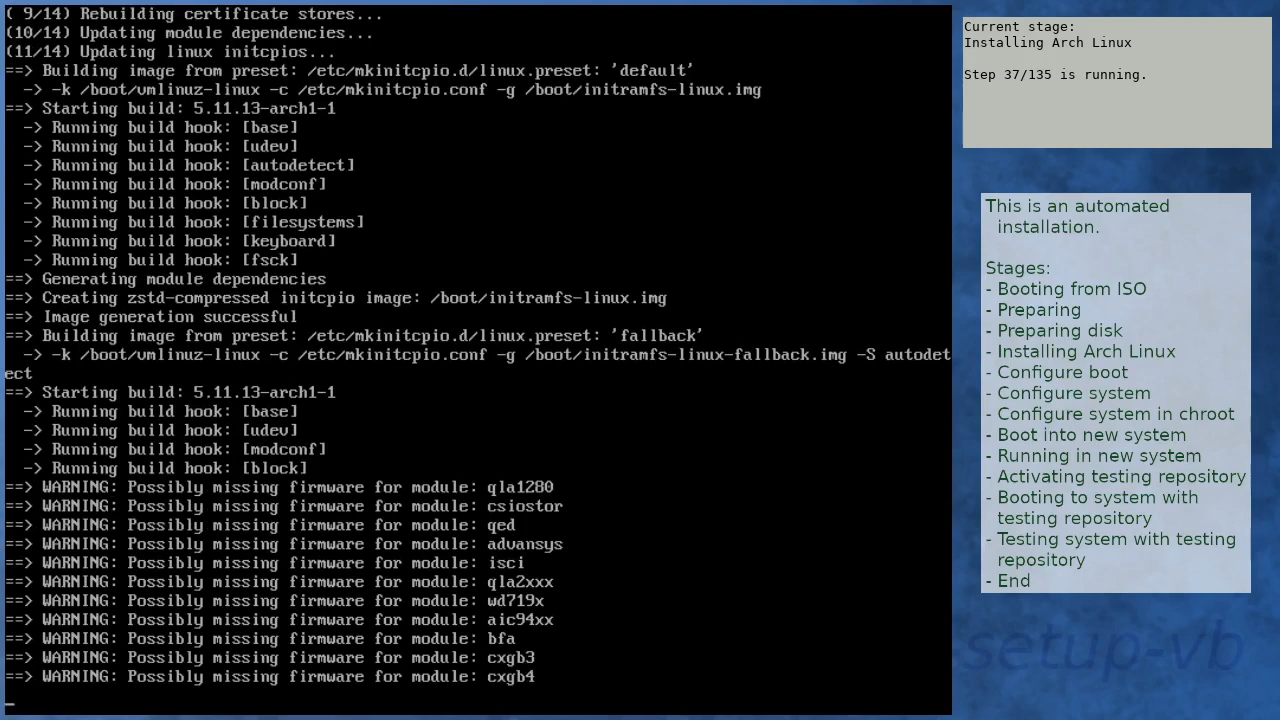 ( 9/14) Rebuilding certificate stores...
(10/14) Updating module dependencies...
(11/14) Updating linux initcpios...
==> Building image from preset: /etc/mkinitcpio.d/linux.preset: 'default'
  -> -k /boot/vmlinuz-linux -c /etc/mkinitcpio.conf -g /boot/initramfs-linux.img
==> Starting build: 5.11.13-arch1-1
  -> Running build hook: [base]
  -> Running build hook: [udev]
  -> Running build hook: [autodetect]
  -> Running build hook: [modconf]
  -> Running build hook: [block]
  -> Running build hook: [filesystems]
  -> Running build hook: [keyboard]
  -> Running build hook: [fsck]
==> Generating module dependencies
==> Creating zstd-compressed initcpio image: /boot/initramfs-linux.img
==> Image generation successful
==> Building image from preset: /etc/mkinitcpio.d/linux.preset: 'fallback'
  -> -k /boot/vmlinuz-linux -c /etc/mkinitcpio.conf -g /boot/initramfs-linux-fallback.img -S autodet
ect
==> Starting build: 5.11.13-arch1-1
  -> Running build hook: [base]
  -> Running build hook: [udev]
  -> Running build hook: [modconf]
  -> Running build hook: [block]
==> WARNING: Possibly missing firmware for module: qla1280
==> WARNING: Possibly missing firmware for module: csiostor
==> WARNING: Possibly missing firmware for module: qed
==> WARNING: Possibly missing firmware for module: advansys
==> WARNING: Possibly missing firmware for module: isci
==> WARNING: Possibly missing firmware for module: qla2xxx
==> WARNING: Possibly missing firmware for module: wd719x
==> WARNING: Possibly missing firmware for module: aic94xx
==> WARNING: Possibly missing firmware for module: bfa
==> WARNING: Possibly missing firmware for module: cxgb3
==> WARNING: Possibly missing firmware for module: cxgb4
_
Current stage:
Installing Arch Linux
Step 37/135 is running.
This is an automated
installation.
Stages:
- Booting from ISO
- Preparing
- Preparing disk
- Installing Arch Linux
- Configure boot
- Configure system
- Configure system in chroot
- Boot into new system
- Running in new system
- Activating testing repository
- Booting to system with
testing repository
- Testing system with testing
repository
- End
setup-vb